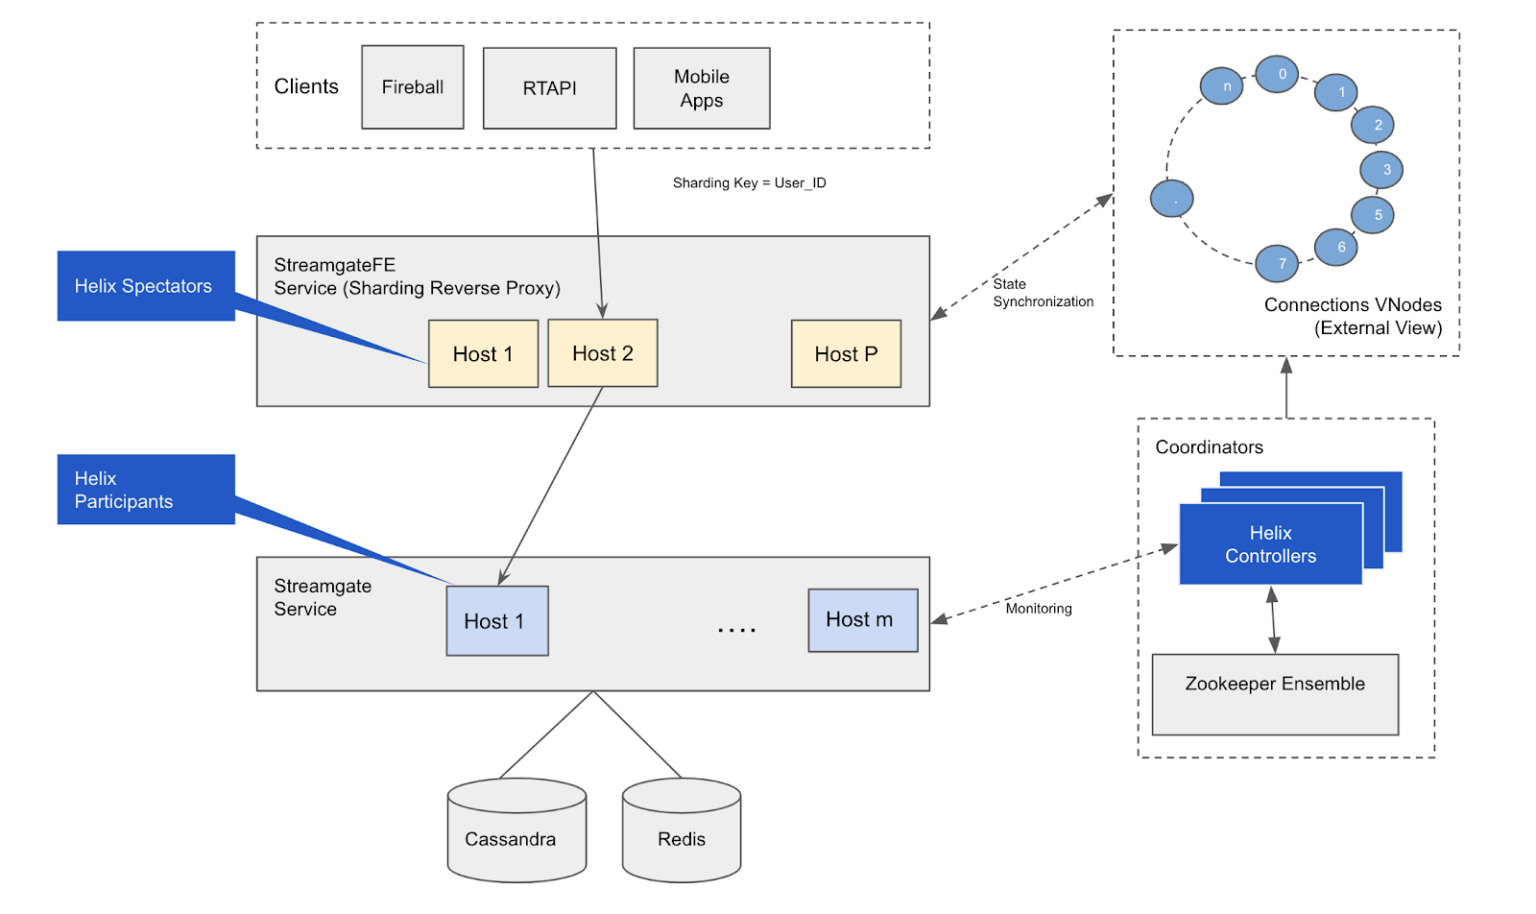 Clients
Fireball
RTAPI
Mobile
Apps
Sharding Key = User_ID
StreamgateFE
Service (Sharding Reverse Proxy)
Helix Spectators
Host 1
Host 2
Host P
State
Synchronization
n
0
1
2
3
5
6
7
.
Connections VNodes
(External View)
Helix
Participants
Streamgate
Service
Host 1
....
Host m
Monitoring
Coordinators
Helix
Controllers
Zookeeper Ensemble
Cassandra
Redis